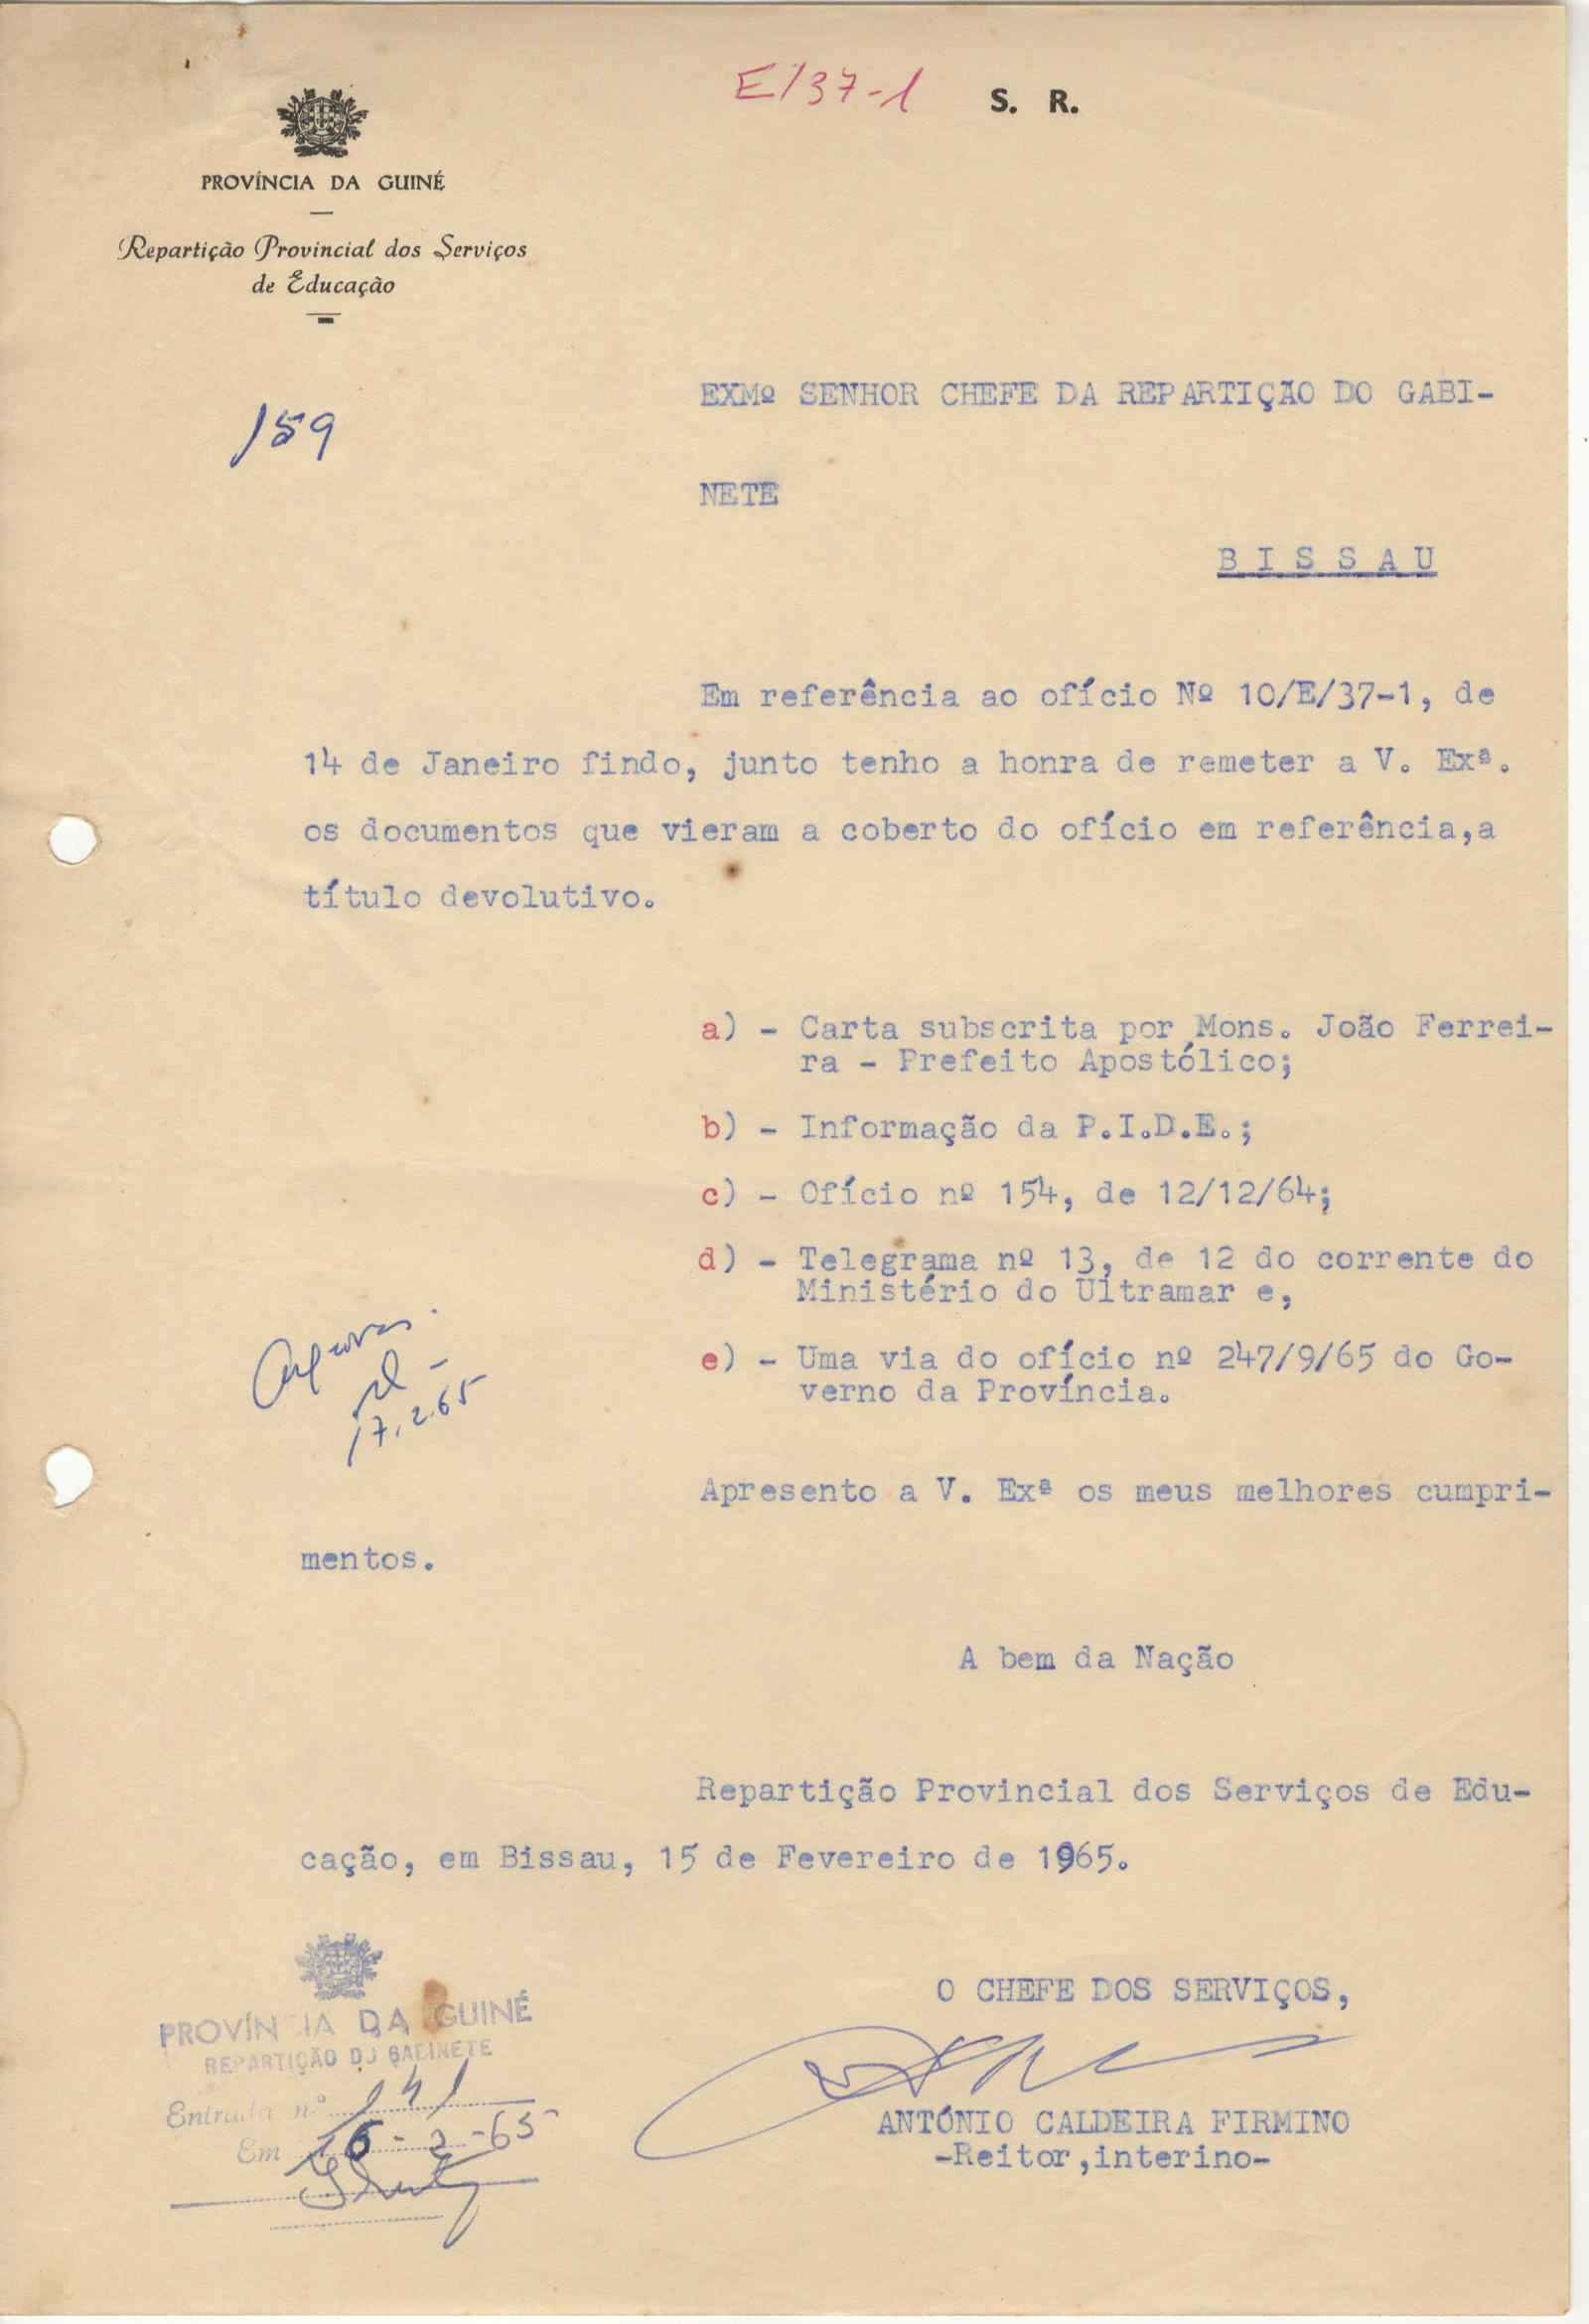 E/37-1 S. R.
PROVÍNCIA DA GUINÉ
Repartição Provincial dos Serviços
de Educação
EXMº SENHOR CHEFE DA REPARTIÇÃO DO GABI-
159
NETE
BISSAU
Em referência ao ofício Nº 10/E/37-1, de
14 de Janeiro findo, junto tenho a honra de remeter a V. Exª.
os documentos que vieram a coberto do ofício em referência,a
título devolutivo.
a) - Carta subscrita por Mons. João Ferrei-
ra - Prefeito Apostólico;
b) - Informação da P.I.D.E.;
c) - Ofício nº 154, de 12/12/64;
d) - Telegrama nº 13, de 12 do corrente do
Ministério do Ultramar e,
e) - Uma via do ofício nº 247/9/65 do Go-
verno da Província.
17.2.65
Apresento a V. Exª os meus melhores cumpri-
mentos.
A bem da Nação
Repartição Provincial dos Serviços de Edu-
cação, em Bissau, 15 de Fevereiro de 1965.
O CHEFE DOS SERVIÇOS,
ANTÓNIO CALDEIRA FIRMINO
-Reitor,interino-
PROVÍNCIA DA GUINÉ
REPARTIÇÃO DO GABINETE
Entrada nº 141
Em 16-2-65